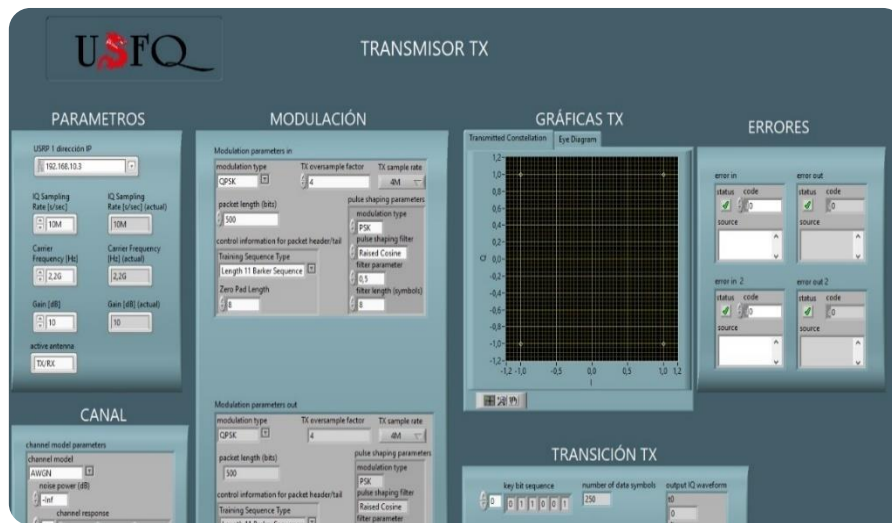 USFQ
TRANSMISOR TX
PARAMETROS
USRP 1 dirección IP
192.168.10.3
IQ Sampling Rate [s/sec]
10M
IQ Sampling Rate [s/sec] (actual)
10M
Carrier Frequency [Hz]
2,2G
Carrier Frequency [Hz] (actual)
2,2G
Gain [dB]
10
Gain [dB] (actual)
10
active antenna
TX/RX
CANAL
channel model parameters
channel model
AWGN
noise power (dB)
-Inf
channel response
MODULACIÓN
Modulation parameters in
modulation type
QPSK
TX oversample factor
4
TX sample rate
4M
packet length (bits)
500
control information for packet header/tail
Training Sequence Type
Length 11 Barker Sequence
Zero Pad Length
8
pulse shaping parameters
modulation type
PSK
pulse shaping filter
Raised Cosine
filter parameter
0,5
filter length (symbols)
8
Modulation parameters out
modulation type
QPSK
TX oversample factor
4
TX sample rate
4M
packet length (bits)
500
control information for packet header/tail
Training Sequence Type
Length 11 Barker Sequence
pulse shaping parameters
modulation type
PSK
pulse shaping filter
Raised Cosine
filter parameter
GRÁFICAS TX
Transmitted Constellation
Eye Diagram
1,2
1,0
0,8
0,6
0,4
0,2
0,0
-0,2
-0,4
-0,6
-0,8
-1,0
-1,2
Q
-1,2 -1,0 -0,5 0,0 0,5 1,0 1,2
I
TRANSICIÓN TX
key bit sequence
0 0 1 1 0 0 1
number of data symbols
250
output IQ waveform
t0
0
ERRORES
error in
status code
0
source
error out
status code
0
source
error in 2
status code
0
source
error out 2
status code
0
source